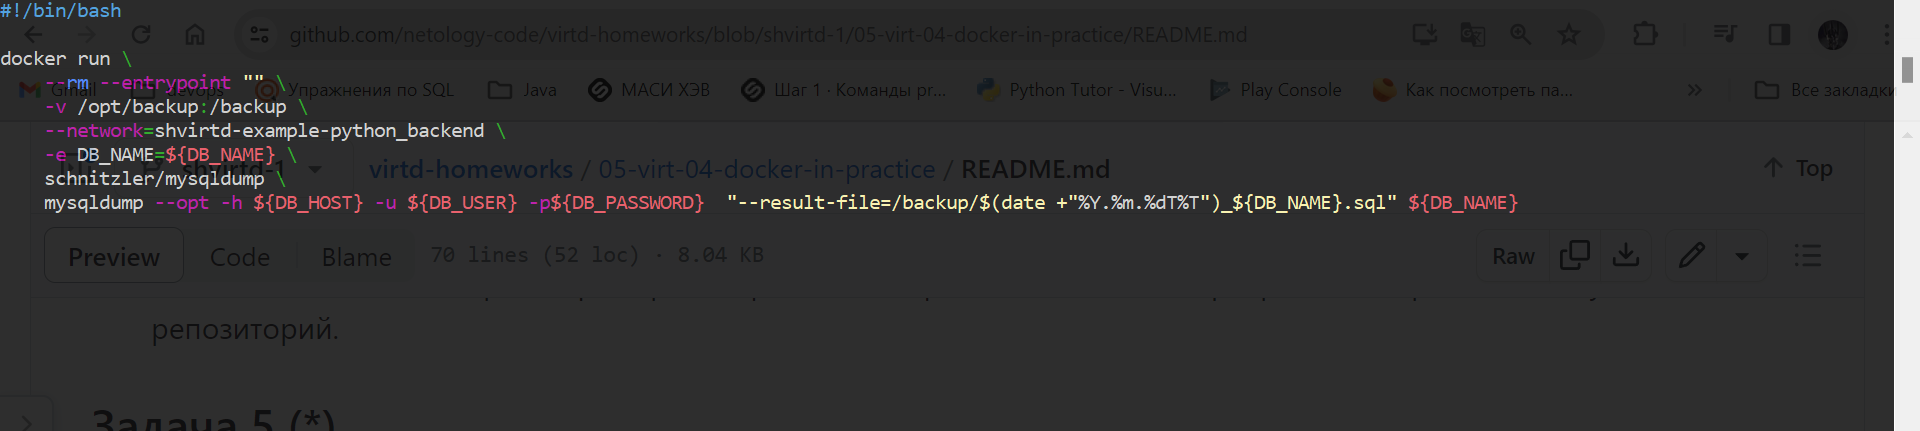 #!/bin/bash
github.com/netology-code/virtd-homeworks/blob/shvirtd-1/05-virt-04-docker-in-practice/README.md
docker run \
--rm --entrypoint "" \
Gmail devops Упражнения по SQL Java МАСИ ХЭВ Шаг 1 · Команды pr... Python Tutor - Visu... Play Console Как посмотреть па... » Все закладки
-v /opt/backup:/backup \
--network=shvirtd-example-python_backend \
-e DB_NAME=${DB_NAME} \
shvirtd-1 virtd-homeworks / 05-virt-04-docker-in-practice / README.md Top
schnitzler/mysqldump \
mysqldump --opt -h ${DB_HOST} -u ${DB_USER} -p${DB_PASSWORD}  "--result-file=/backup/$(date +"%Y.%m.%dT%T")_${DB_NAME}.sql" ${DB_NAME}
Preview Code Blame 70 lines (52 loc) · 8.04 KB Raw
репозиторий.
Задача 5 (*)